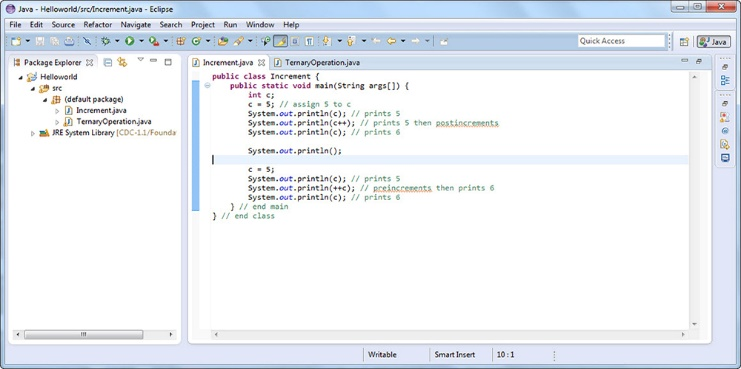 Java - Helloworld/src/Increment.java - Eclipse
File Edit Source Refactor Navigate Search Project Run Window Help
Quick Access
Java
Package Explorer
Helloworld
src
(default package)
Increment.java
TernaryOperation.java
JRE System Library [CDC-1.1/Founda
Increment.java TernaryOperation.java
public class Increment {
public static void main(String args[]) {
int c;
c = 5; // assign 5 to c
System.out.println(c); // prints 5
System.out.println(c++); // prints 5 then postincrements
System.out.println(c); // prints 6
System.out.println();
c = 5;
System.out.println(c); // prints 5
System.out.println(++c); // preincrements then prints 6
System.out.println(c); // prints 6
} // end main
} // end class
Writable Smart Insert 10 : 1